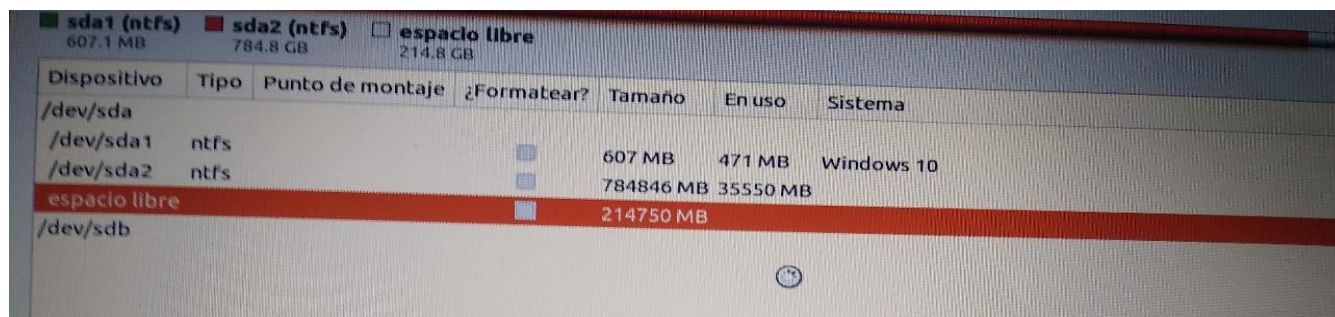 sda1 (ntfs) sda2 (ntfs) espacio libre
607.1 MB 784.8 GB 214.8 GB
Dispositivo Tipo Punto de montaje ¿Formatear? Tamaño En uso Sistema
/dev/sda
/dev/sda1 ntfs 607 MB 471 MB Windows 10
/dev/sda2 ntfs 784846 MB 35550 MB
espacio libre 214750 MB
/dev/sdb